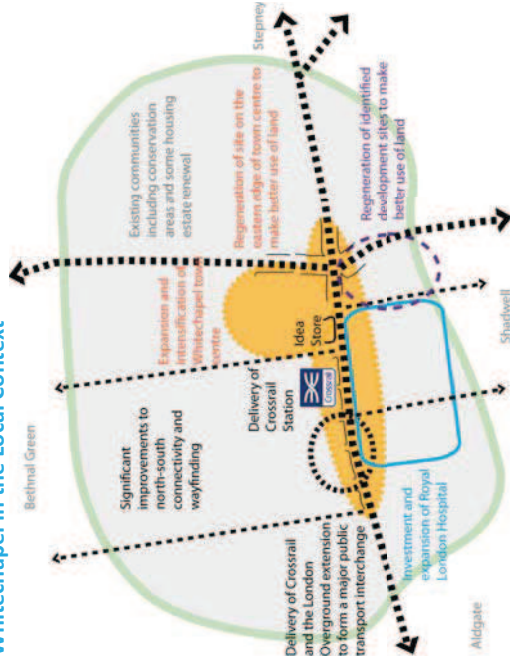 Whitechapel in the Local Context
Bethnal Green
Stepney
Significant
improvements to
north-south
connectivity and
wayfinding
Expansion and
intensification of
Whitechapel town
centre
Existing communities
including conservation
areas and some housing
estate renewal
Regeneration of site on the
eastern edge of town centre to
make better use of land
Delivery of
Crossrail
Station
Crossrail
Idea
Store
Delivery of Crossrail
and the London
Overground extension
to form a major public
transport interchange
Investment and
expansion of Royal
London Hospital
Regeneration of identified
development sites to make
better use of land
Aldgate
Shadwell